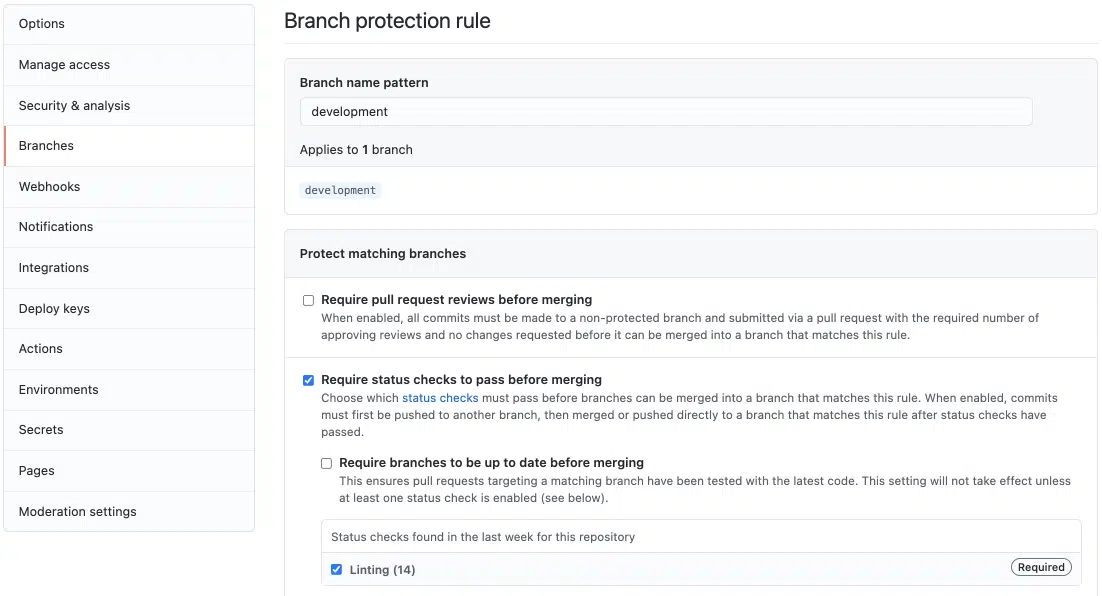 Options
Manage access
Security & analysis
Branches
Webhooks
Notifications
Integrations
Deploy keys
Actions
Environments
Secrets
Pages
Moderation settings
Branch protection rule
Branch name pattern
development
Applies to 1 branch
development
Protect matching branches
Require pull request reviews before merging
When enabled, all commits must be made to a non-protected branch and submitted via a pull request with the required number of
approving reviews and no changes requested before it can be merged into a branch that matches this rule.
Require status checks to pass before merging
Choose which status checks must pass before branches can be merged into a branch that matches this rule. When enabled, commits
must first be pushed to another branch, then merged or pushed directly to a branch that matches this rule after status checks have
passed.
Require branches to be up to date before merging
This ensures pull requests targeting a matching branch have been tested with the latest code. This setting will not take effect unless
at least one status check is enabled (see below).
Status checks found in the last week for this repository
Linting (14)
Required